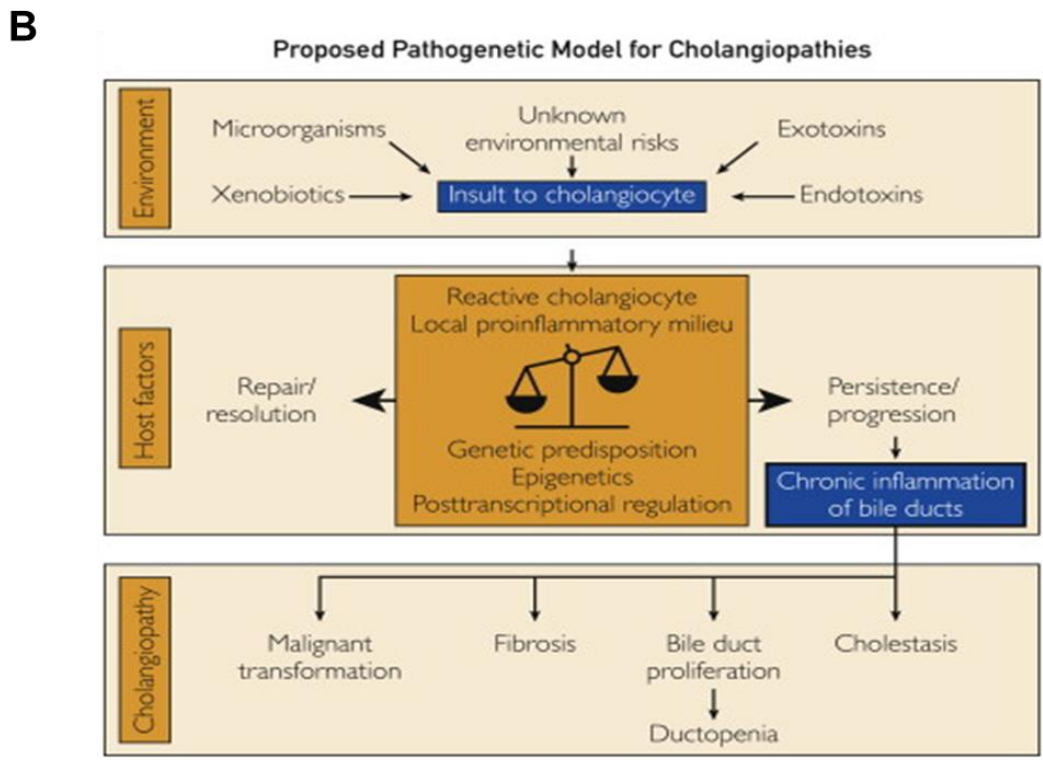 B
Proposed Pathogenetic Model for Cholangiopathies
Environment
Microorganisms
Unknown
environmental risks
Exotoxins
Xenobiotics
Insult to cholangiocyte
Endotoxins
Host factors
Reactive cholangiocyte
Local proinflammatory milieu
Repair/
resolution
Genetic predisposition
Epigenetics
Posttranscriptional regulation
Persistence/
progression
Chronic inflammation
of bile ducts
Cholangiopathy
Malignant
transformation
Fibrosis
Bile duct
proliferation
Ductopenia
Cholestasis